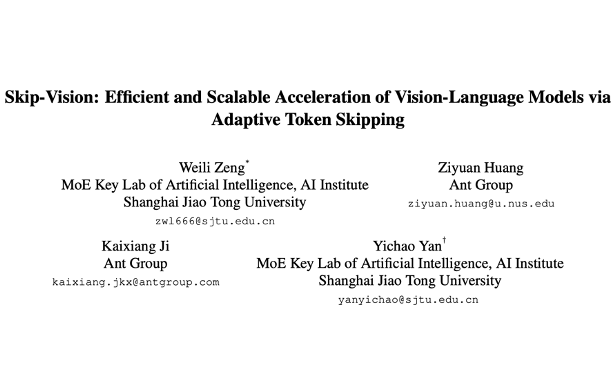 Skip-Vision: Efficient and Scalable Acceleration of Vision-Language Models via
Adaptive Token Skipping
Weili Zeng*
MoE Key Lab of Artificial Intelligence, AI Institute
Shanghai Jiao Tong University
zwl666@sjtu.edu.cn
Ziyuan Huang
Ant Group
ziyuan.huang@u.nus.edu
Kaixiang Ji
Ant Group
kaixiang.jkx@antgroup.com
Yichao Yan†
MoE Key Lab of Artificial Intelligence, AI Institute
Shanghai Jiao Tong University
yanyichao@sjtu.edu.cn